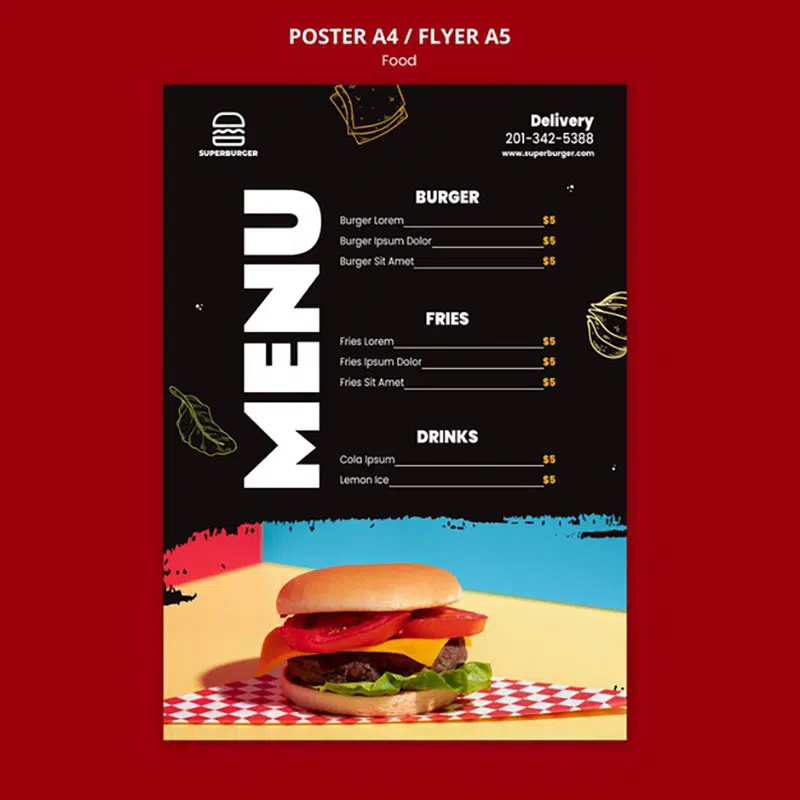 POSTER A4 / FLYER A5
Food
SUPERBURGER
Delivery
201-342-5388
www.superburger.com
MENU
BURGER
Burger Lorem $5
Burger Ipsum Dolor $5
Burger Sit Amet $5
FRIES
Fries Lorem $5
Fries Ipsum Dolor $5
Fries Sit Amet $5
DRINKS
Cola Ipsum $5
Lemon Ice $5